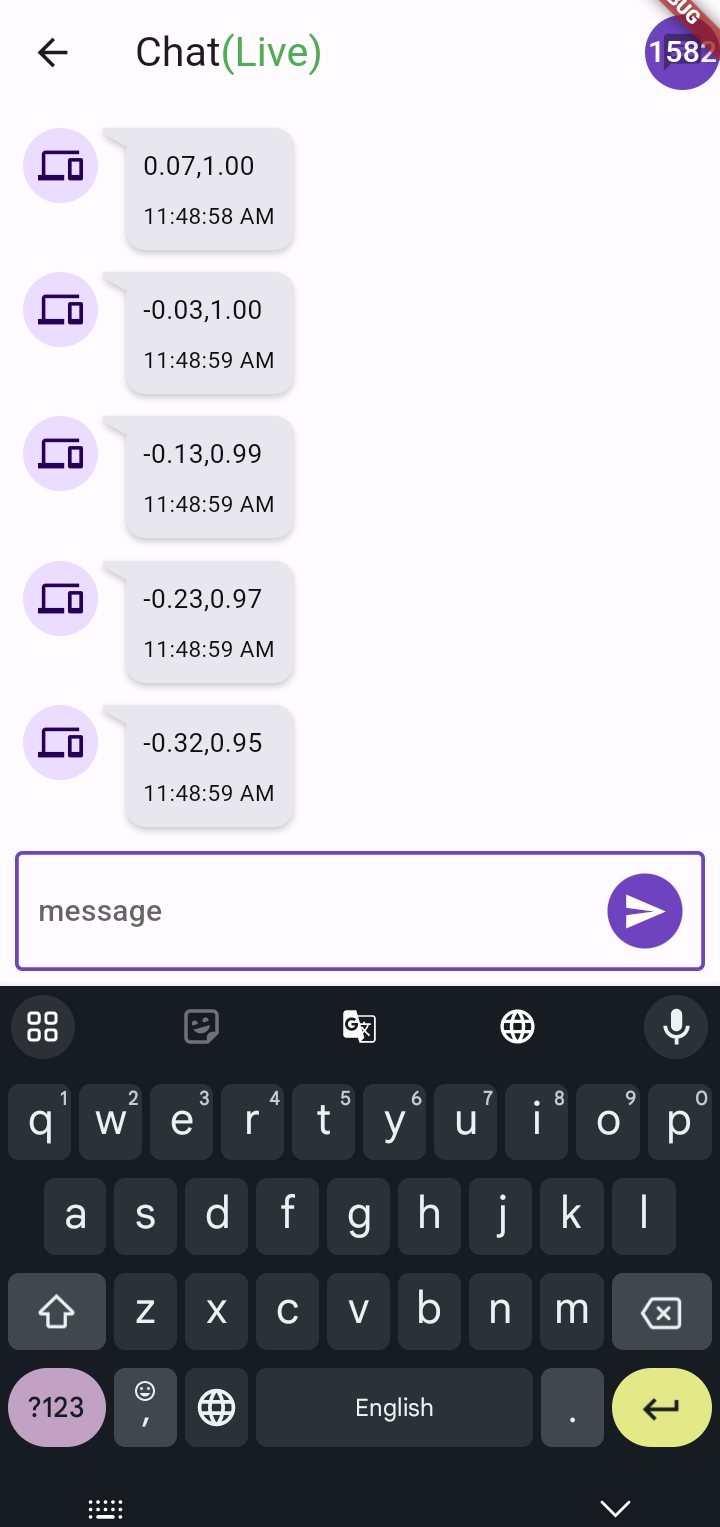 Chat(Live)
1582
0.07,1.00
11:48:58 AM
-0.03,1.00
11:48:59 AM
-0.13,0.99
11:48:59 AM
-0.23,0.97
11:48:59 AM
-0.32,0.95
11:48:59 AM
message
q1 w2 e3 r4 t5 y6 u7 i8 o9 p0
a s d f g h j k l
z x c v b n m
?123 , English .